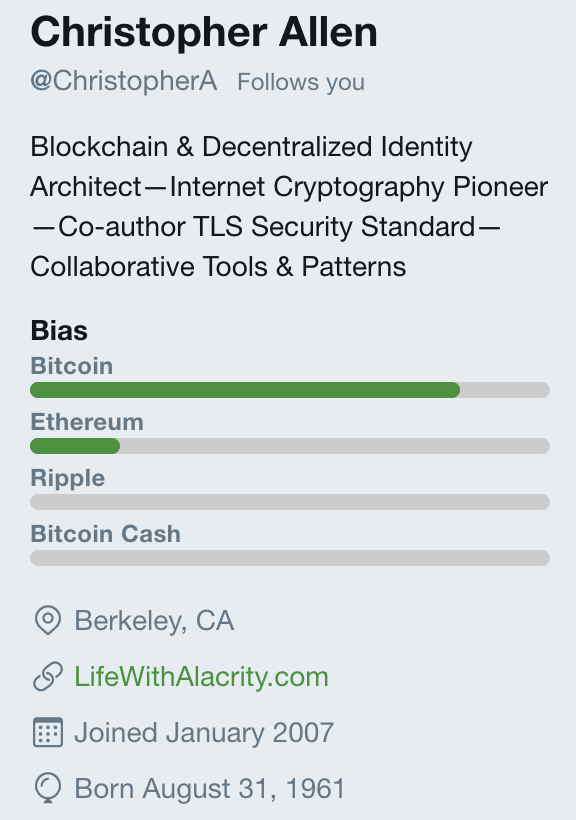 Christopher Allen
@ChristopherA Follows you
Blockchain & Decentralized Identity
Architect—Internet Cryptography Pioneer
—Co-author TLS Security Standard—
Collaborative Tools & Patterns
Bias
Bitcoin
Ethereum
Ripple
Bitcoin Cash
Berkeley, CA
LifeWithAlacrity.com
Joined January 2007
Born August 31, 1961